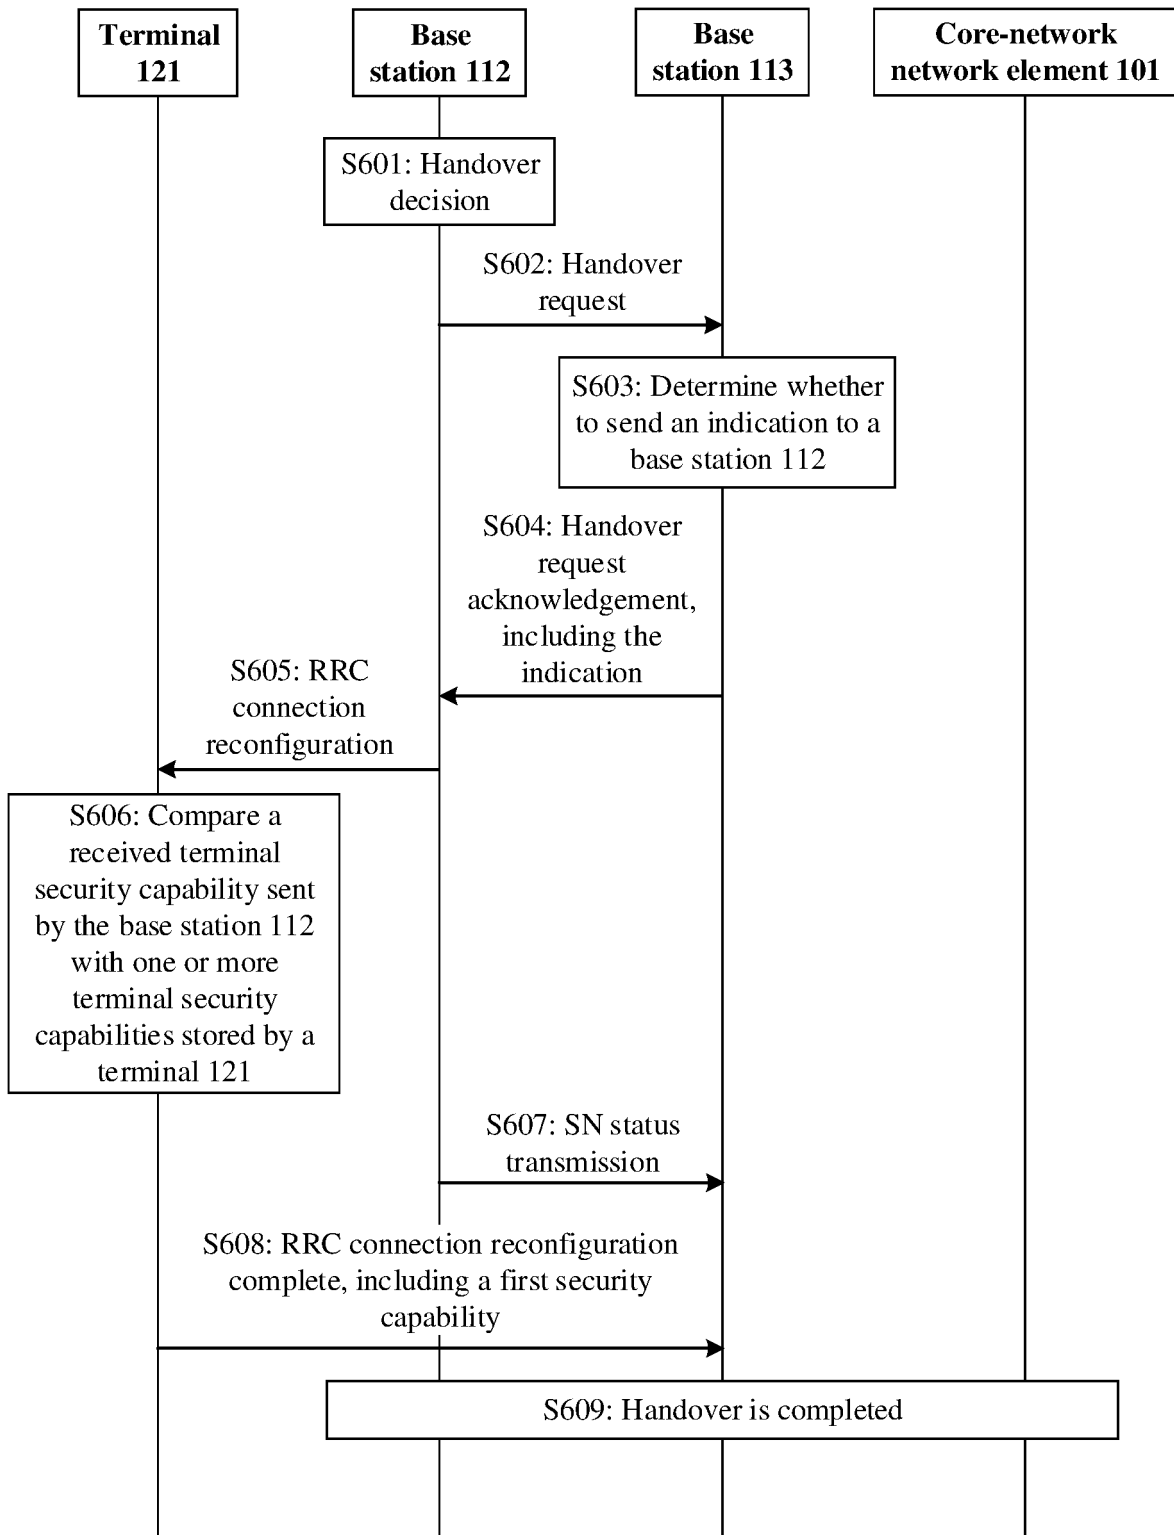 Terminal
121
Base
station 112
Base
station 113
Core-network
network element 101
S601: Handover
decision
S602: Handover
request
S603: Determine whether
to send an indication to a
base station 112
S604: Handover
request
acknowledgement,
including the
indication
S605: RRC
connection
reconfiguration
S606: Compare a
received terminal
security capability sent
by the base station 112
with one or more
terminal security
capabilities stored by a
terminal 121
S607: SN status
transmission
S608: RRC connection reconfiguration
complete, including a first security
capability
S609: Handover is completed